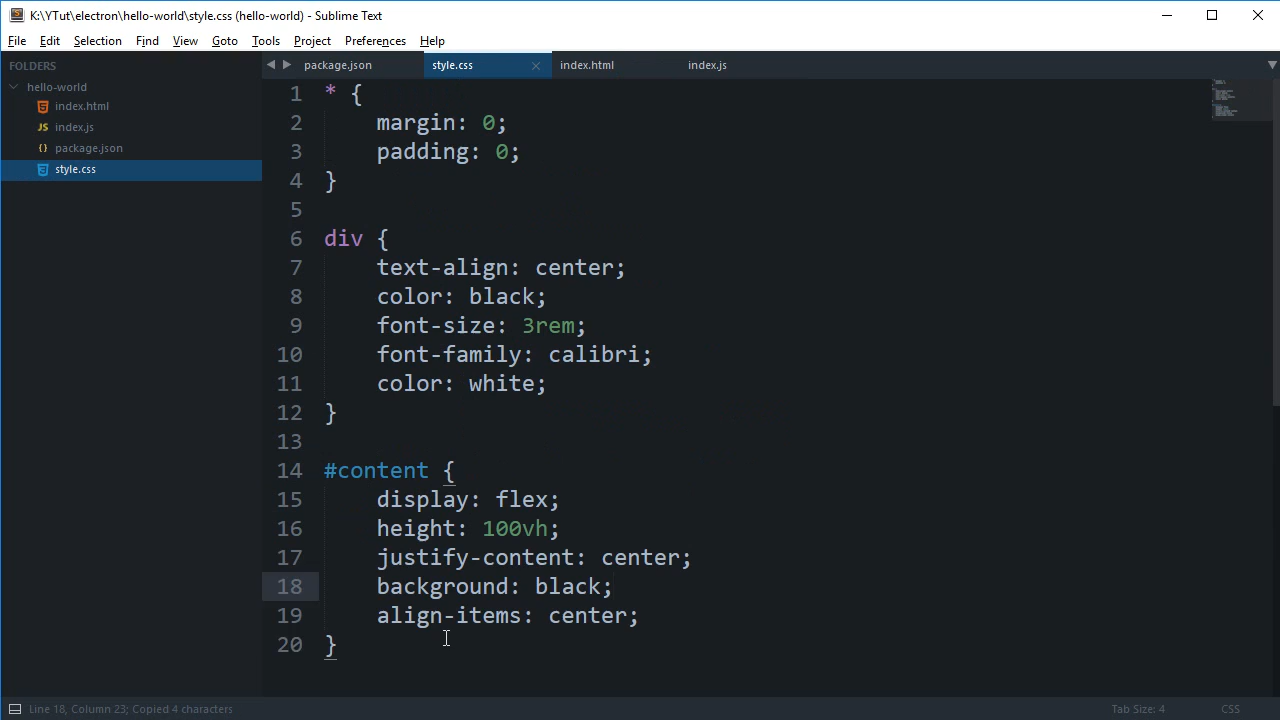 K:\YTut\electron\hello-world\style.css (hello-world) - Sublime Text
File Edit Selection Find View Goto Tools Project Preferences Help
FOLDERS
hello-world
index.html
JS index.js
{} package.json
style.css
package.json style.css × index.html index.js
1 * {
2 margin: 0;
3 padding: 0;
4 }
5
6 div {
7 text-align: center;
8 color: black;
9 font-size: 3rem;
10 font-family: calibri;
11 color: white;
12 }
13
14 #content {
15 display: flex;
16 height: 100vh;
17 justify-content: center;
18 background: black;
19 align-items: center;
20 }
Line 18, Column 23; Copied 4 characters Tab Size: 4 CSS